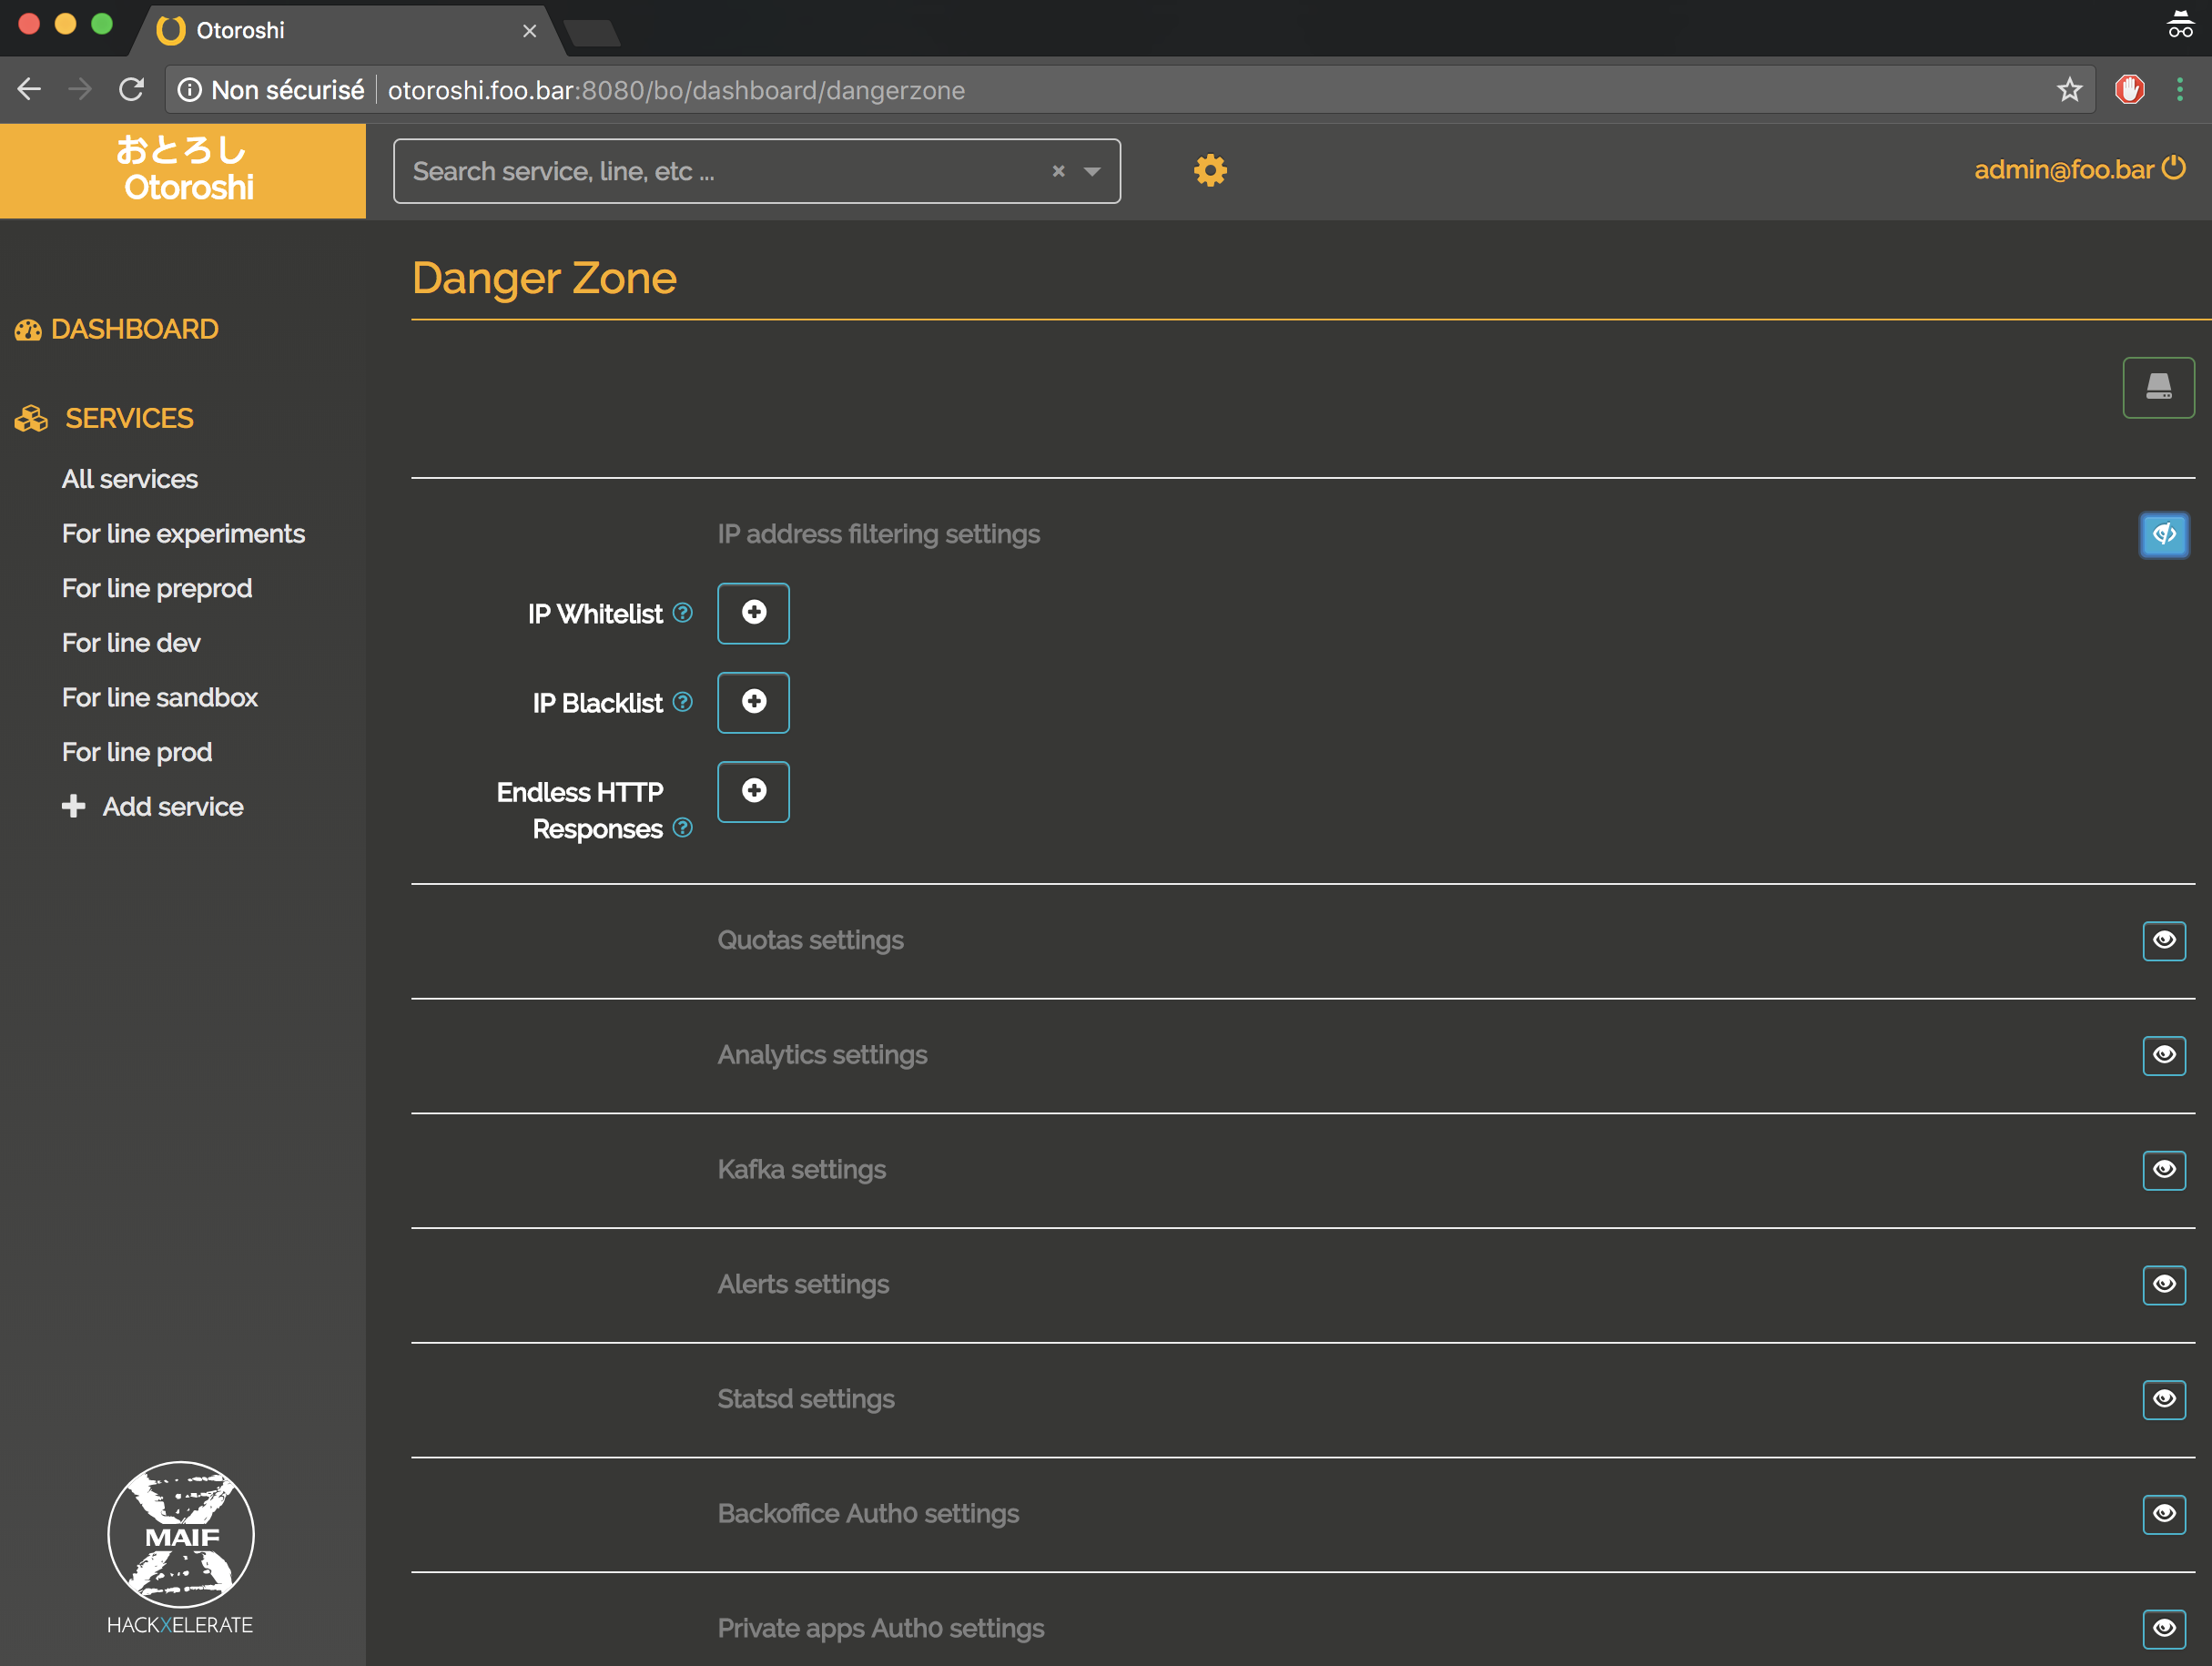 Otoroshi
Non sécurisé otoroshi.foo.bar:8080/bo/dashboard/dangerzone
おとろし
Otoroshi
Search service, line, etc ...
admin@foo.bar
DASHBOARD
SERVICES
All services
For line experiments
For line preprod
For line dev
For line sandbox
For line prod
Add service
MAIF
HACKXELERATE
Danger Zone
IP address filtering settings
IP Whitelist
IP Blacklist
Endless HTTP
Responses
Quotas settings
Analytics settings
Kafka settings
Alerts settings
Statsd settings
Backoffice Auth0 settings
Private apps Auth0 settings